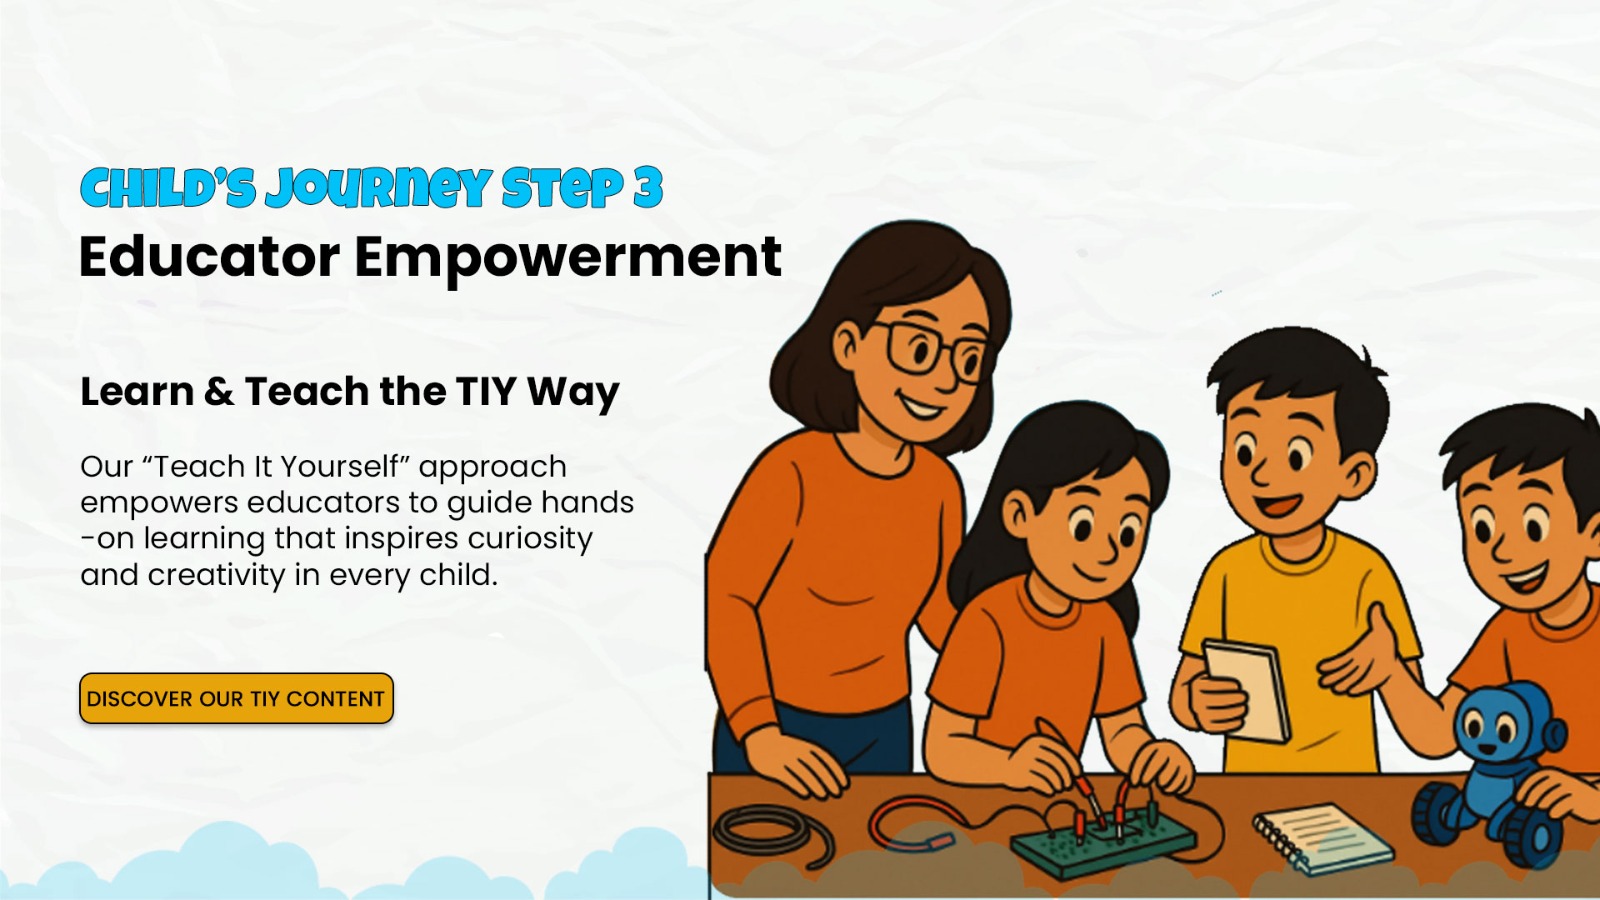 CHILD'S JOURNEY STEP 3
Educator Empowerment
Learn & Teach the TIY Way
Our “Teach It Yourself” approach
empowers educators to guide hands
-on learning that inspires curiosity
and creativity in every child.
DISCOVER OUR TIY CONTENT